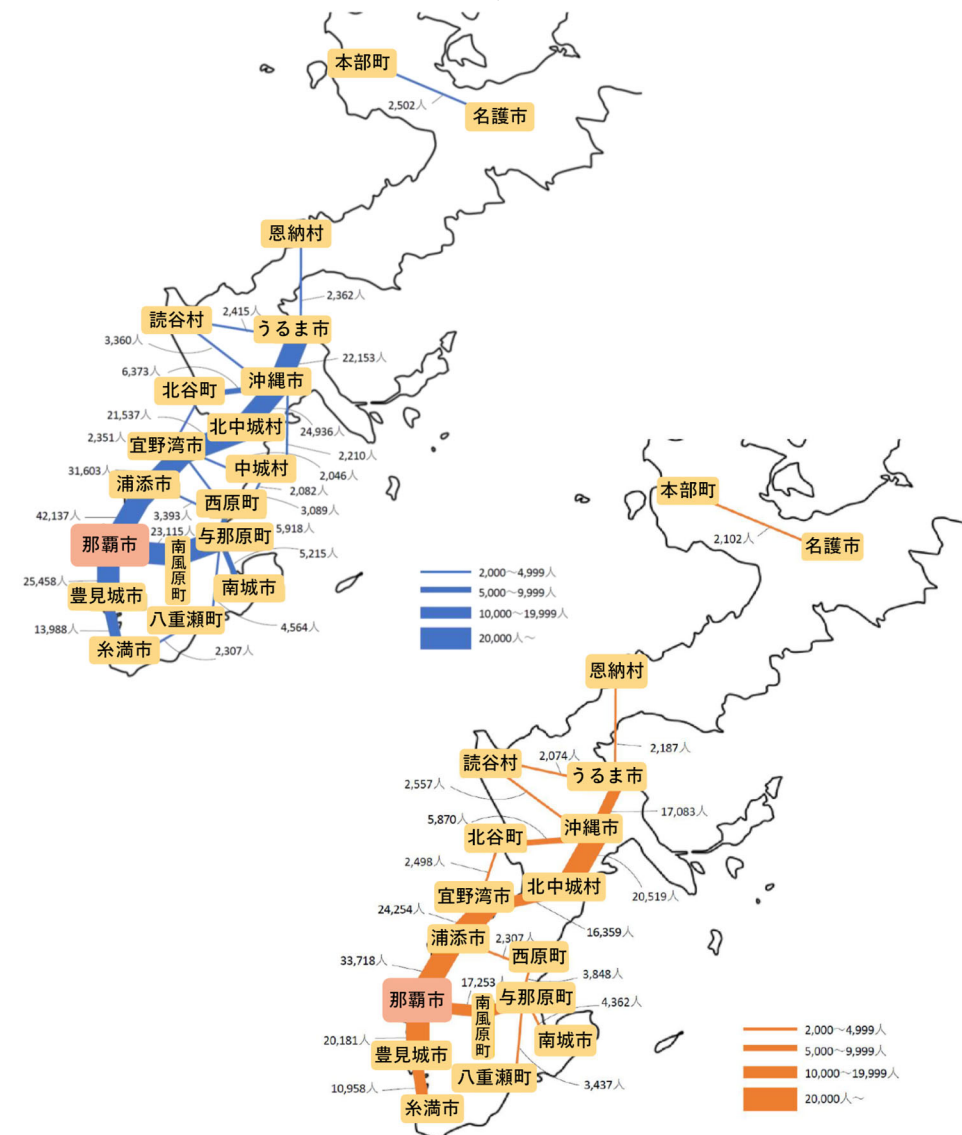 本部町
2,502人
名護市
恩納村
2,362人
読谷村
2,415人
うるま市
3,360人
22,153人
6,373人
沖縄市
北谷町
21,537人
北中城村
24,936人
2,351人
宜野湾市
2,210人
中城村
2,046人
31,603人
浦添市
2,082人
西原町
3,393人
3,089人
42,137人
那覇市
23,115人
南風原町
与那原町
5,918人
5,215人
25,458人
南城市
豊見城市
八重瀬町
4,564人
13,988人
糸満市
2,307人
2,000～4,999人
5,000～9,999人
10,000～19,999人
20,000人～
本部町
2,102人
名護市
恩納村
2,187人
読谷村
2,074人
うるま市
2,557人
17,083人
5,870人
沖縄市
北谷町
2,498人
北中城村
20,519人
宜野湾市
24,254人
16,359人
浦添市
2,307人
西原町
33,718人
3,848人
那覇市
17,253人
南風原町
与那原町
4,362人
20,181人
南城市
豊見城市
八重瀬町
3,437人
10,958人
糸満市
2,000～4,999人
5,000～9,999人
10,000～19,999人
20,000人～